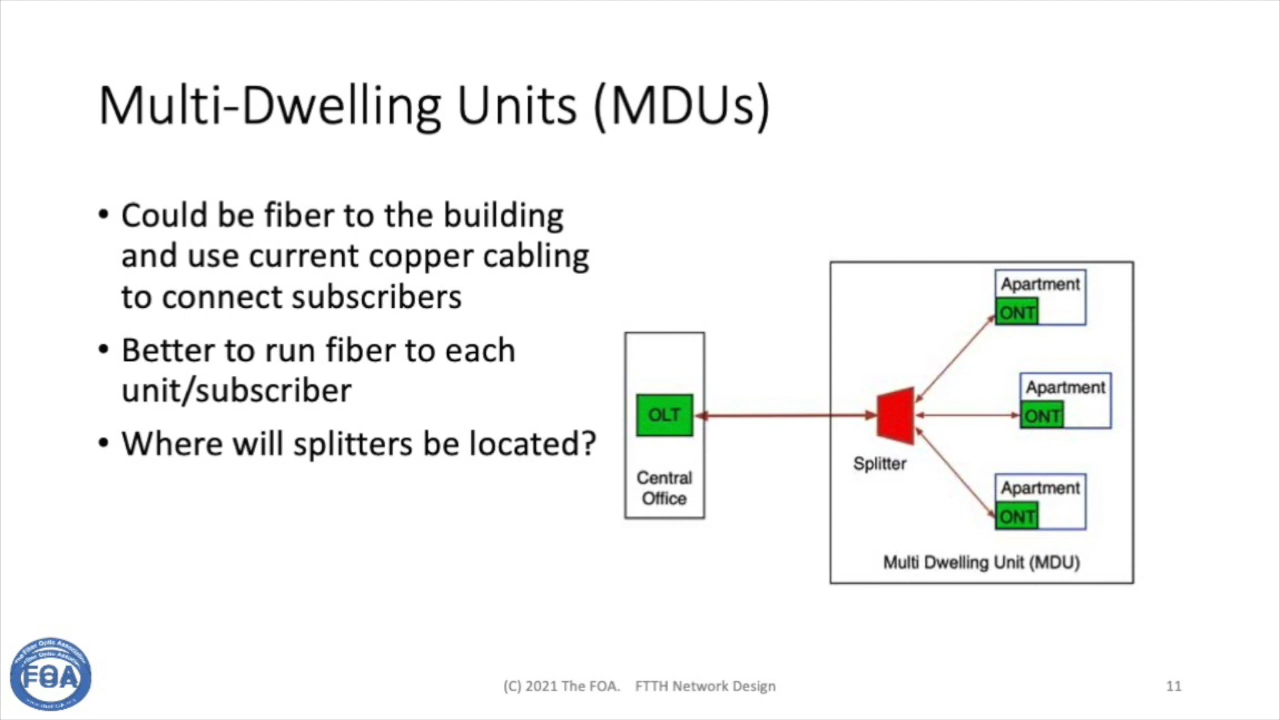 Multi-Dwelling Units (MDUs)
• Could be fiber to the building
and use current copper cabling
to connect subscribers
• Better to run fiber to each
unit/subscriber
• Where will splitters be located?
OLT
Central
Office
Splitter
Apartment
ONT
Apartment
ONT
Apartment
ONT
Multi Dwelling Unit (MDU)
FOA
(C) 2021 The FOA. FTTH Network Design
11